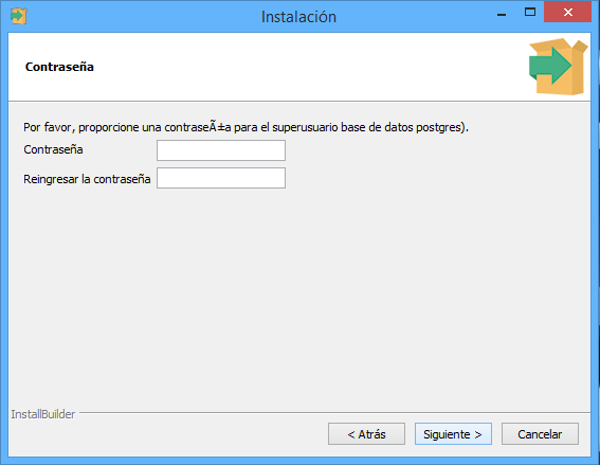 Instalación
Contraseña
Por favor, proporcione una contraseÃ±a para el superusuario base de datos postgres).
Contraseña
Reingresar la contraseña
InstallBuilder
< Atrás
Siguiente >
Cancelar